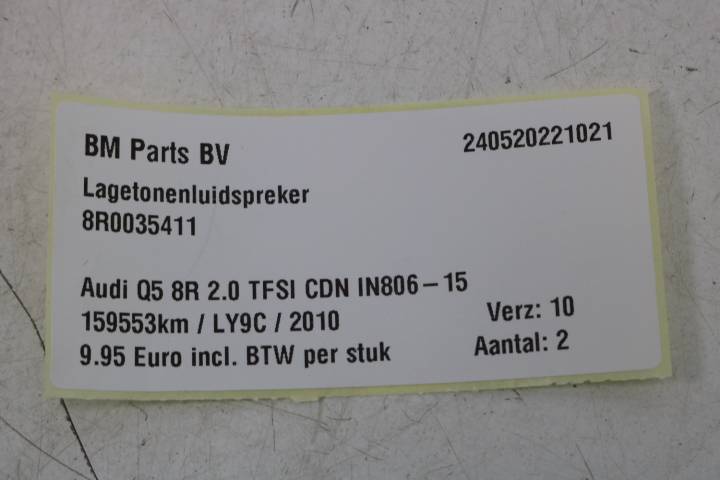 BM Parts BV 240520221021
Lagetonenluidspreker
8R0035411
Audi Q5 8R 2.0 TFSI CDN IN806-15
159553km / LY9C / 2010 Verz: 10
9.95 Euro incl. BTW per stuk Aantal: 2